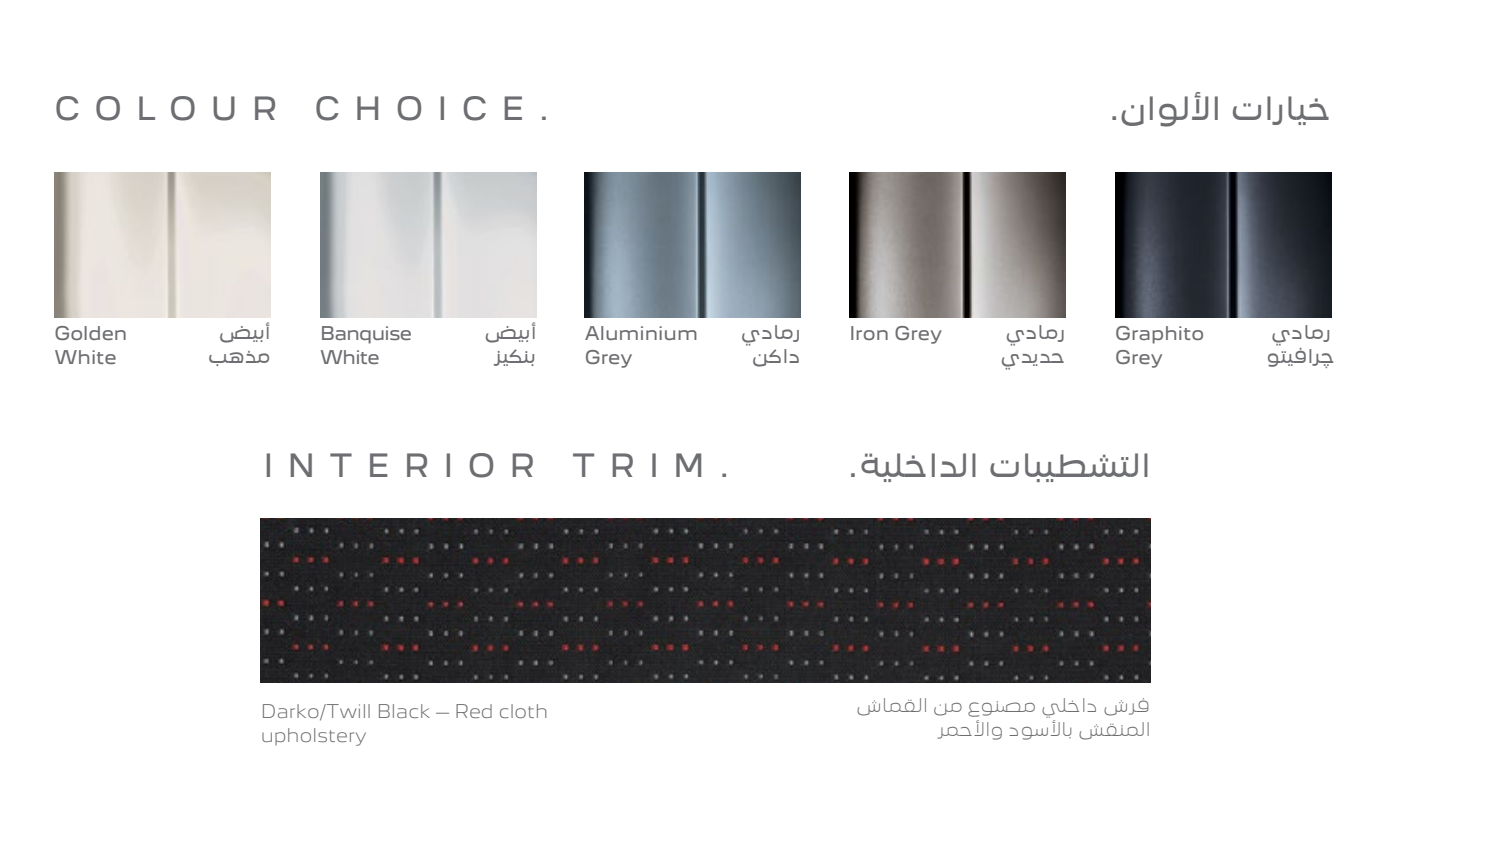 COLOUR CHOICE.
خيارات الألوان.
Golden
White
أبيض
مذهب
Banquise
White
أبيض
بنكيز
Aluminium
Grey
رمادي
داكن
Iron Grey
رمادي
حديدي
Graphito
Grey
رمادي
چرافيتو
INTERIOR TRIM.
التشطيبات الداخلية.
Darko/Twill Black – Red cloth
upholstery
فرش داخلي مصنوع من القماش
المنقش بالأسود والأحمر